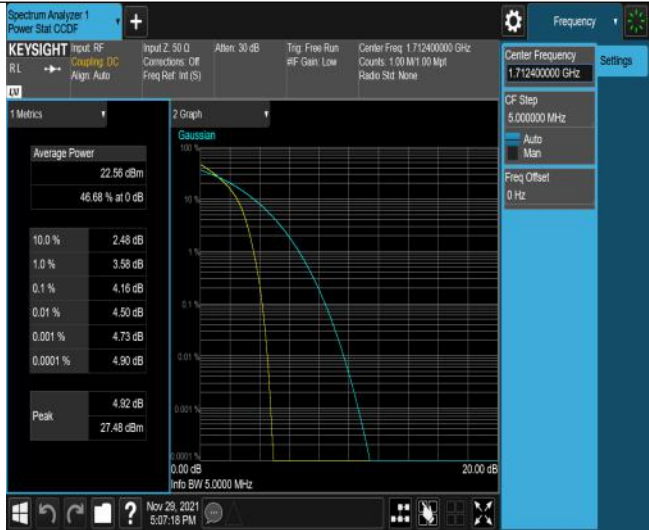 Spectrum Analyzer 1
Power Stat CCDF
Frequency
KEYSIGHT
RL
Input: RF
Coupling: DC
Align: Auto
Input Z: 50 Ω
Corrections: Off
Freq Ref: Int (S)
Atten: 30 dB
Trig: Free Run
#IF Gain: Low
Center Freq: 1.712400000 GHz
Counts: 1.00 M/1.00 Mpt
Radio Std: None
Center Frequency
1.712400000 GHz
Settings
CF Step
5.000000 MHz
Auto
Man
Freq Offset
0 Hz
1 Metrics
Average Power
22.56 dBm
46.68 % at 0 dB
10.0 % 2.48 dB
1.0 % 3.58 dB
0.1 % 4.16 dB
0.01 % 4.50 dB
0.001 % 4.73 dB
0.0001 % 4.90 dB
Peak
4.92 dB
27.48 dBm
2 Graph
Gaussian
100 %
10 %
1 %
0.1 %
0.01 %
0.001 %
0.0001 %
0.00 dB 20.00 dB
Info BW 5.0000 MHz
?
Nov 29, 2021
5:07:18 PM